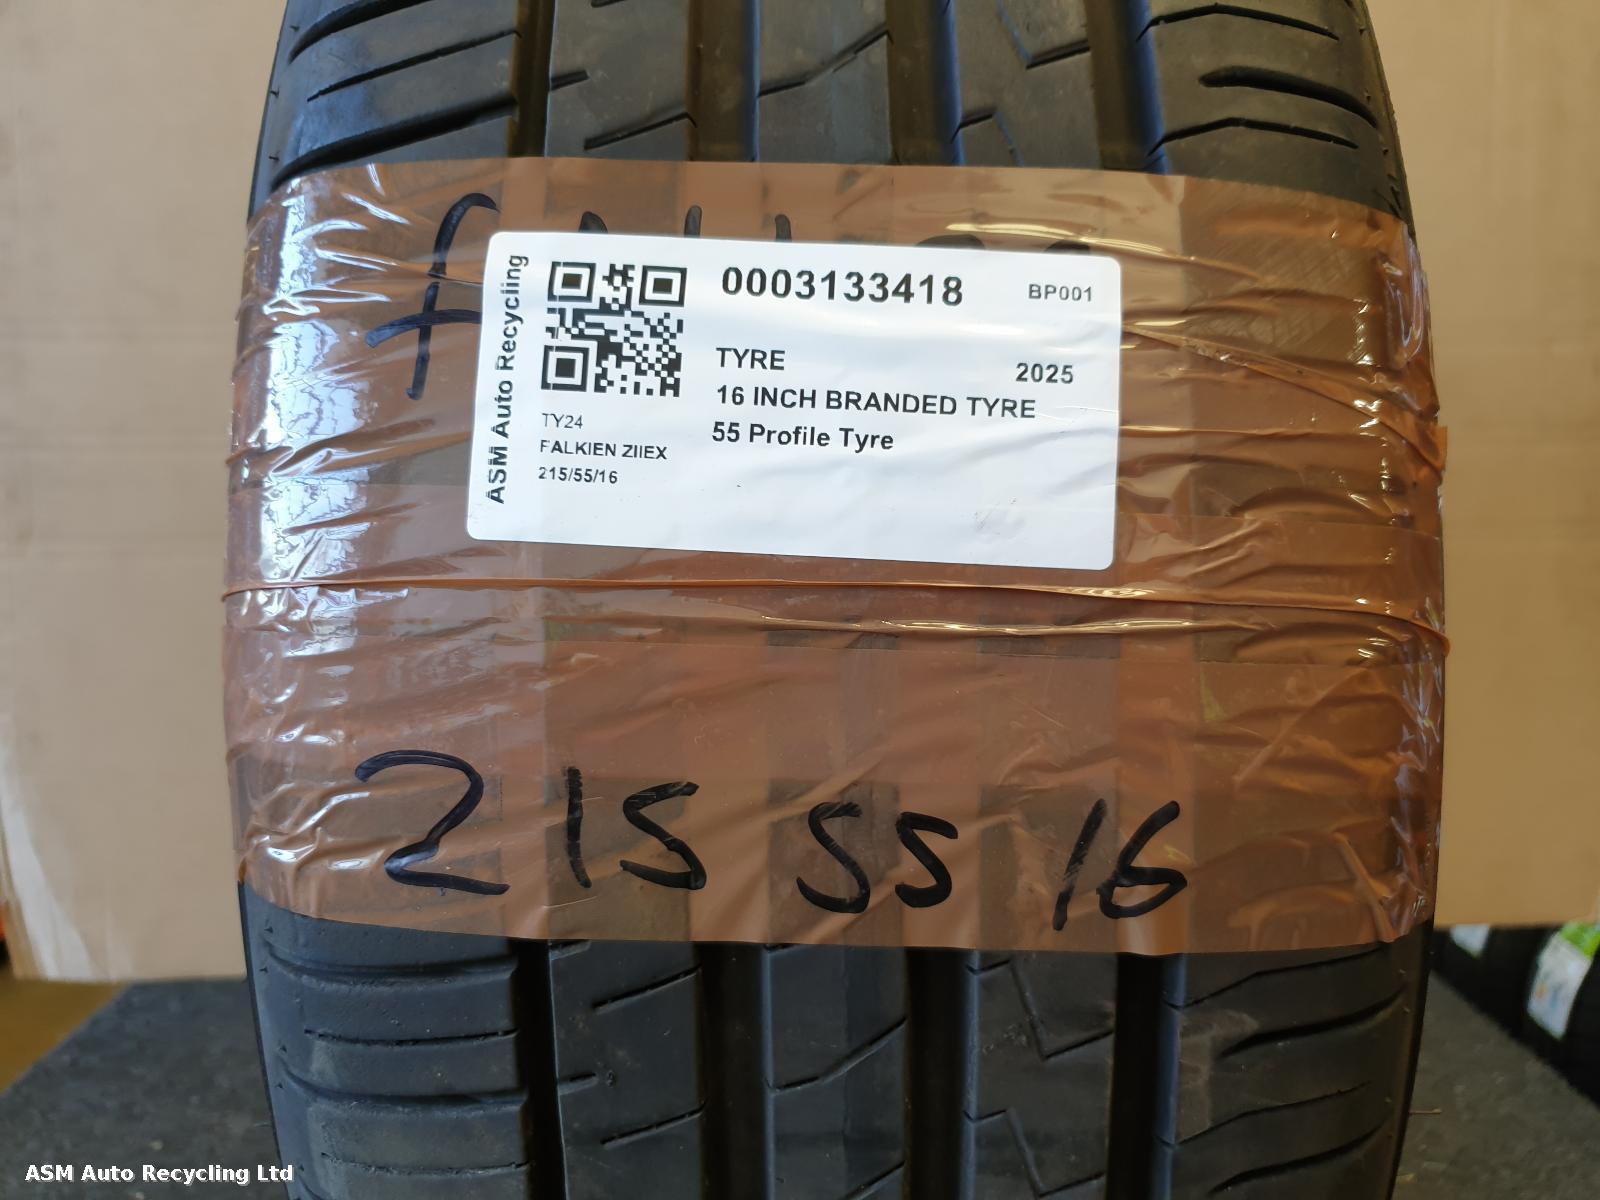 0003133418
BP001
ASM Auto Recycling
TYRE
2025
16 INCH BRANDED TYRE
55 Profile Tyre
TY24
FALKIEN ZIIEX
215/55/16
215 55 16
ASM Auto Recycling Ltd